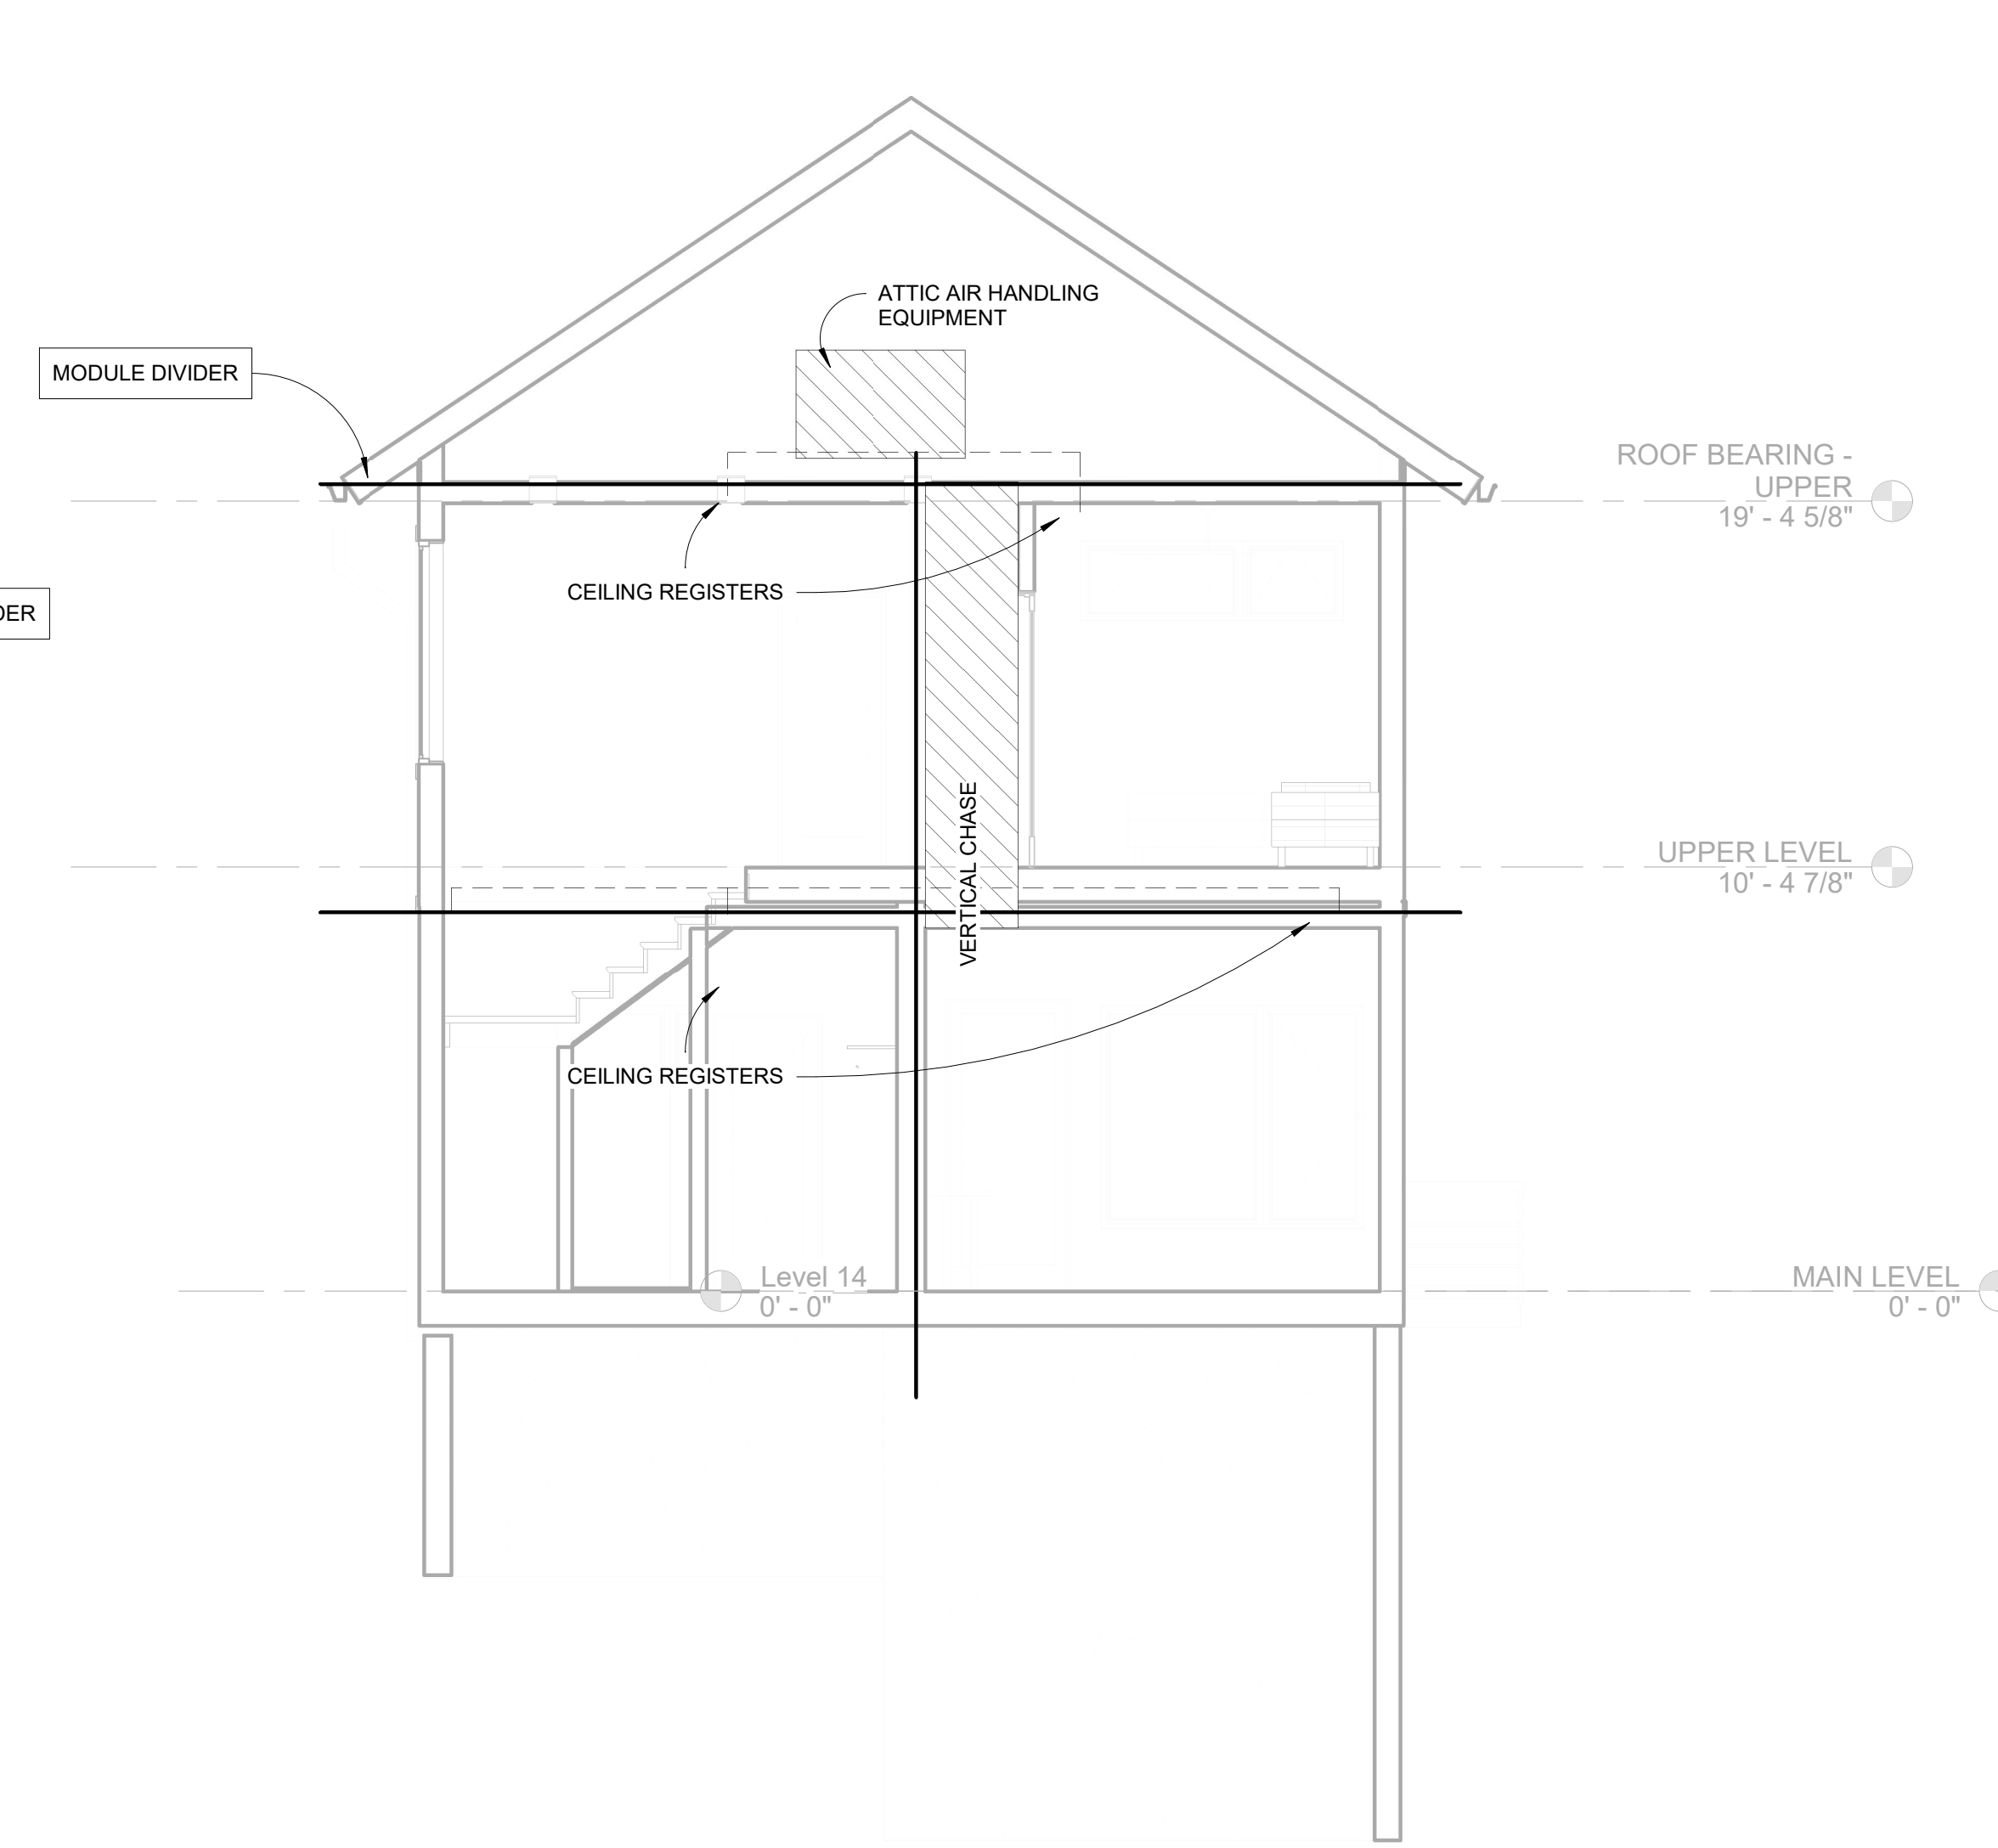 ATTIC AIR HANDLING
EQUIPMENT
MODULE DIVIDER
ROOF BEARING -
UPPER
19' - 4 5/8"
CEILING REGISTERS
DER
VERTICAL CHASE
UPPER LEVEL
10' - 4 7/8"
CEILING REGISTERS
Level 14
0' - 0"
MAIN LEVEL
0' - 0"